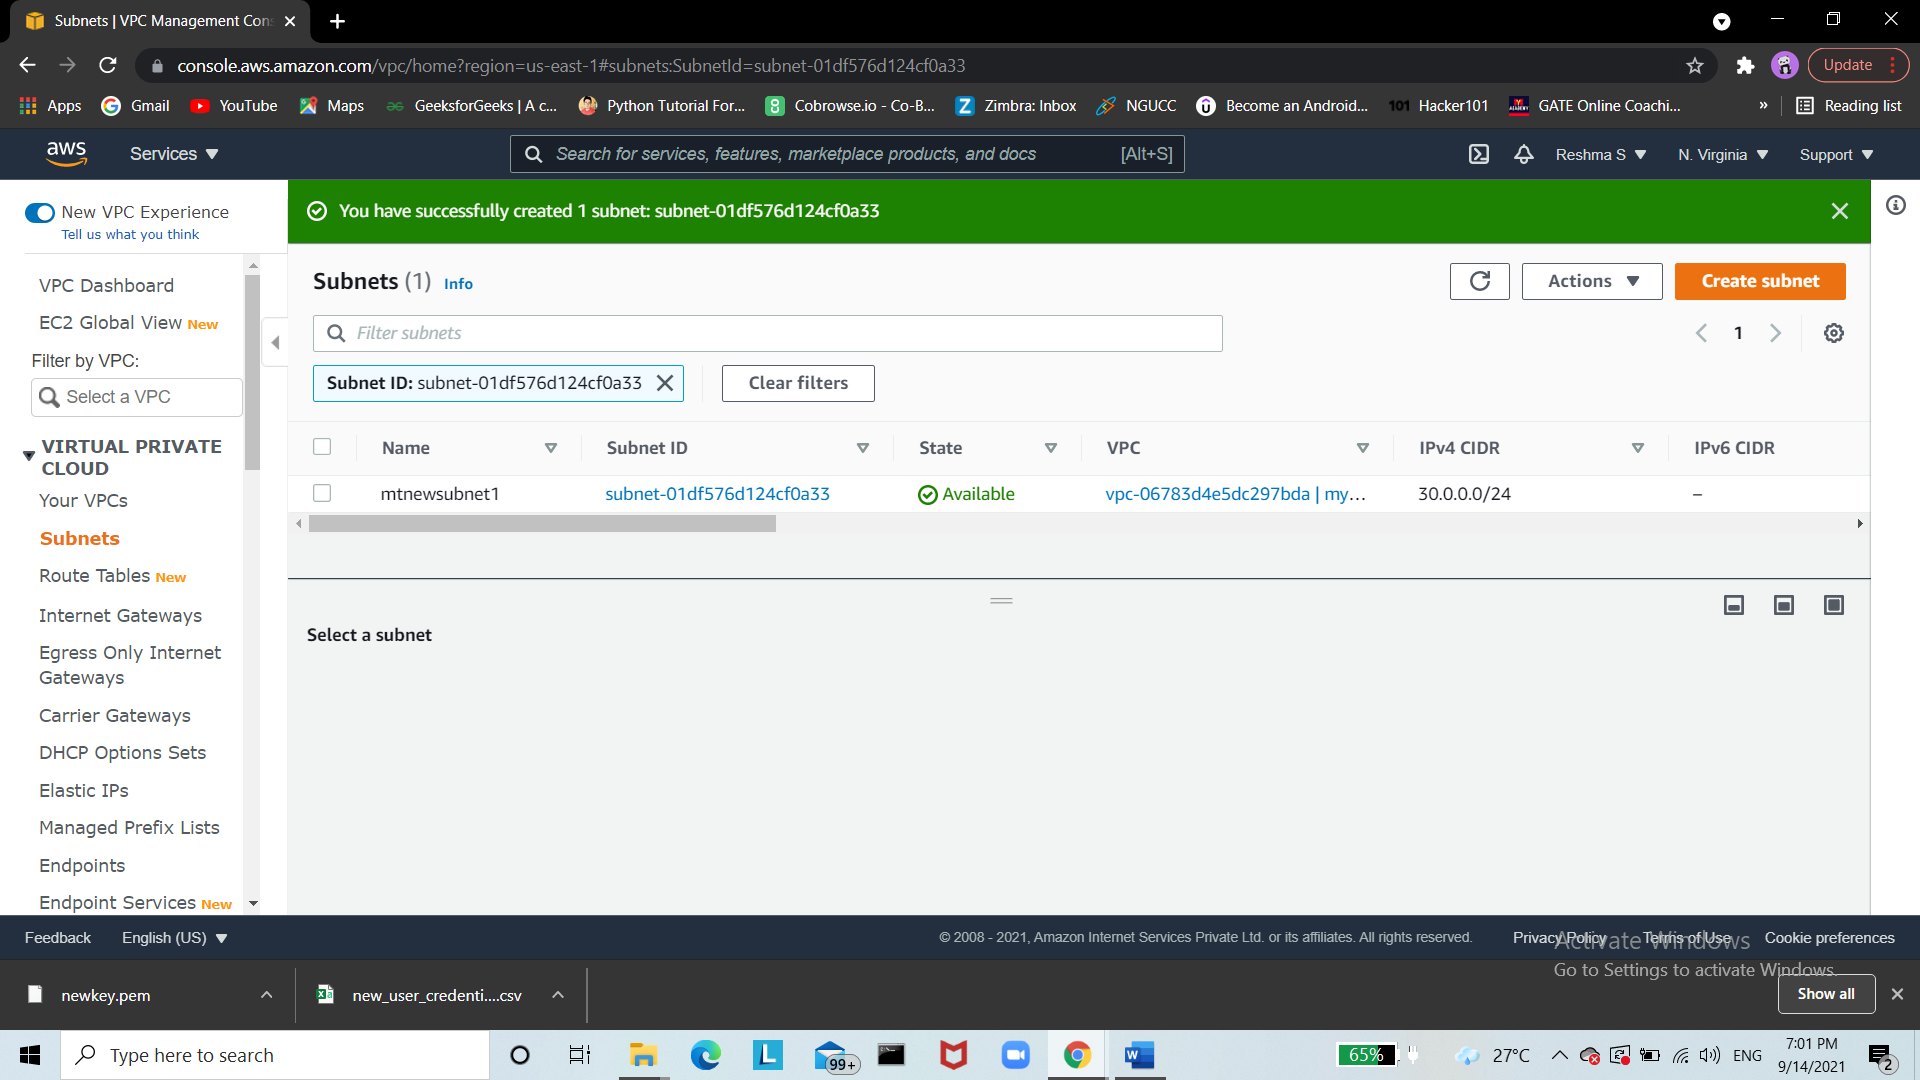 Subnets | VPC Management Con
console.aws.amazon.com/vpc/home?region=us-east-1#subnets:SubnetId=subnet-01df576d124cf0a33
Update
Apps
Gmail
YouTube
Maps
GeeksforGeeks | A c...
Python Tutorial For...
Cobrowse.io - Co-B...
Zimbra: Inbox
NGUCC
Become an Android...
101 Hacker101
GATE Online Coachi...
»
Reading list
aws
Services
Search for services, features, marketplace products, and docs [Alt+S]
Reshma S
N. Virginia
Support
New VPC Experience
Tell us what you think
You have successfully created 1 subnet: subnet-01df576d124cf0a33
VPC Dashboard
EC2 Global View New
Filter by VPC:
Select a VPC
VIRTUAL PRIVATE
CLOUD
Your VPCs
Subnets
Route Tables New
Internet Gateways
Egress Only Internet
Gateways
Carrier Gateways
DHCP Options Sets
Elastic IPs
Managed Prefix Lists
Endpoints
Endpoint Services New
Subnets (1) Info
Actions
Create subnet
Filter subnets
1
Subnet ID: subnet-01df576d124cf0a33
Clear filters
Name Subnet ID State VPC IPv4 CIDR IPv6 CIDR
mtnewsubnet1 subnet-01df576d124cf0a33 Available vpc-06783d4e5dc297bda | my... 30.0.0.0/24 –
Select a subnet
Feedback
English (US)
© 2008 - 2021, Amazon Internet Services Private Ltd. or its affiliates. All rights reserved.
Privacy Policy
Terms of Use
Cookie preferences
Activate Windows
Go to Settings to activate Windows.
newkey.pem
new_user_credenti....csv
Show all
Type here to search
99+
65%
27°C
ENG
7:01 PM
9/14/2021
2